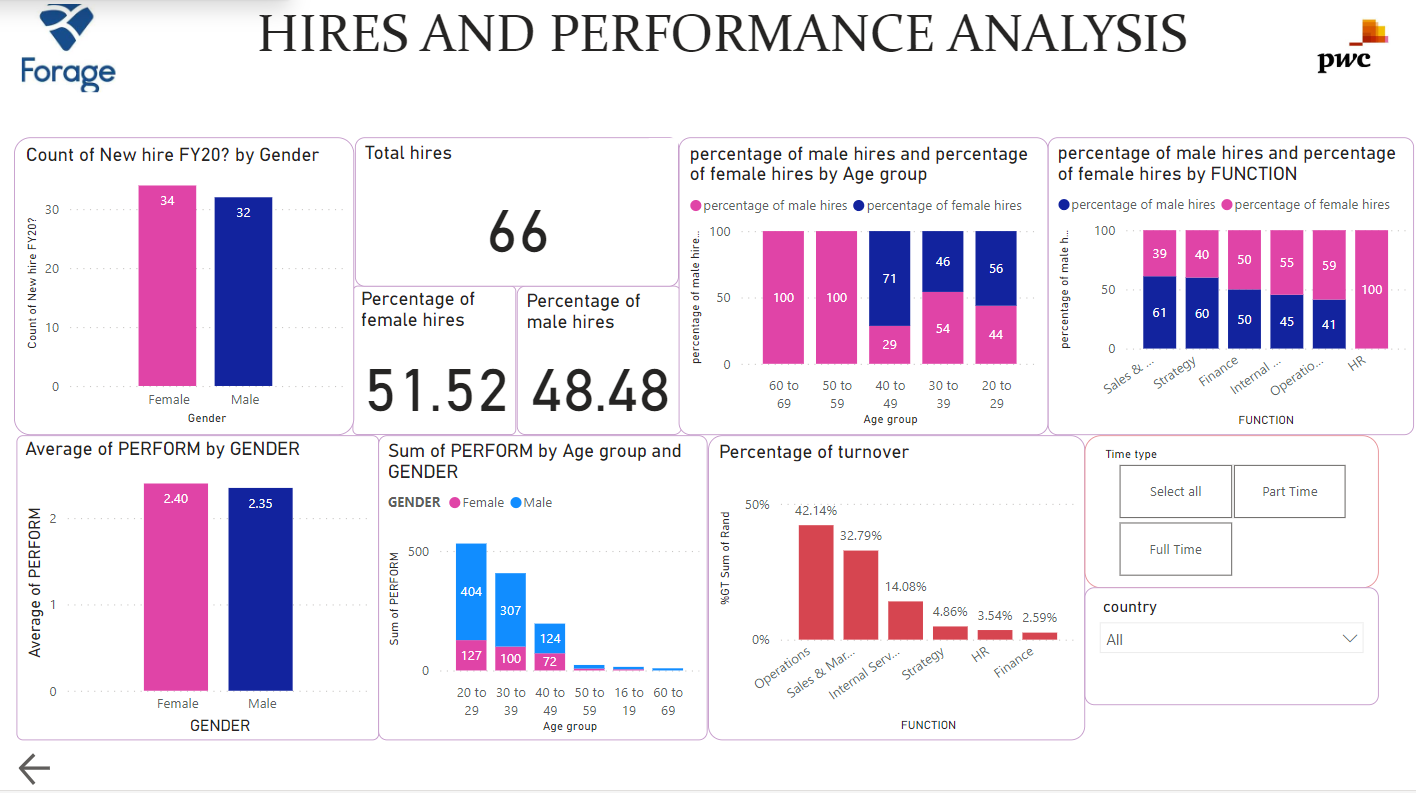 HIRES AND PERFORMANCE ANALYSIS
Forage
pwc
Count of New hire FY20? by Gender
Count of New hire FY20?
30
20
10
0
34
32
Female
Male
Gender
Total hires
66
Percentage of
female hires
51.52
Percentage of
male hires
48.48
percentage of male hires and percentage
of female hires by Age group
percentage of male hires
percentage of female hires
percentage of male hire...
100
50
0
100
100
71
29
46
54
56
44
60 to
69
50 to
59
40 to
49
30 to
39
20 to
29
Age group
percentage of male hires and percentage
of female hires by FUNCTION
percentage of male hires
percentage of female hires
percentage of male h...
100
50
0
39
61
40
60
50
50
55
45
59
41
100
Sales & ...
Strategy
Finance
Internal ...
Operatio...
HR
FUNCTION
Average of PERFORM by GENDER
Average of PERFORM
2
1
0
2.40
2.35
Female
Male
GENDER
Sum of PERFORM by Age group and
GENDER
GENDER
Female
Male
Sum of PERFORM
500
0
404
127
307
100
124
72
20 to
29
30 to
39
40 to
49
50 to
59
16 to
19
60 to
69
Age group
Percentage of turnover
%GT Sum of Rand
50%
0%
42.14%
32.79%
14.08%
4.86%
3.54%
2.59%
Operations
Sales & Mar...
Internal Serv...
Strategy
HR
Finance
FUNCTION
Time type
Select all
Part Time
Full Time
country
All